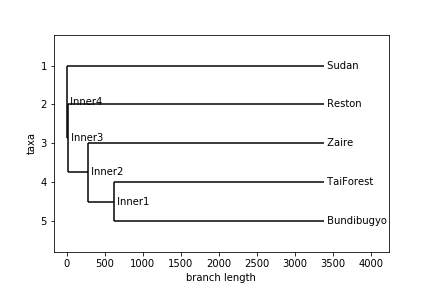 1
Sudan
Inner4
2
Reston
Inner3
3
Zaire
Inner2
4
TaiForest
Inner1
5
Bundibugyo
taxa
0 500 1000 1500 2000 2500 3000 3500 4000
branch length